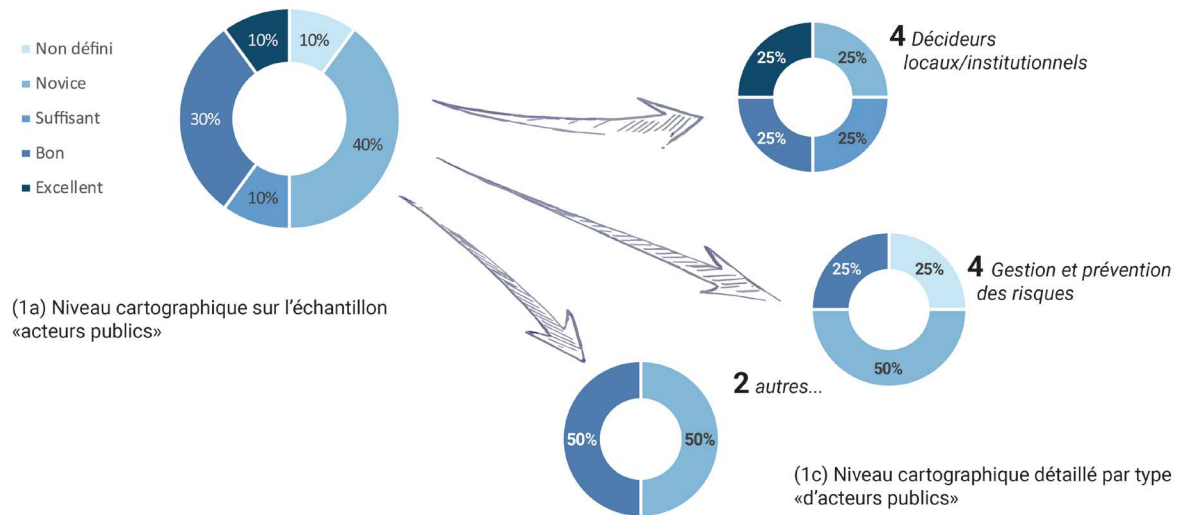 Non défini
Novice
Suffisant
Bon
Excellent
10%
10%
30%
40%
10%
(1a) Niveau cartographique sur l’échantillon
«acteurs publics»
4 Décideurs
locaux/institutionnels
25%
25%
25%
25%
4 Gestion et prévention
des risques
25%
25%
50%
2 autres...
50%
50%
(1c) Niveau cartographique détaillé par type
«d’acteurs publics»